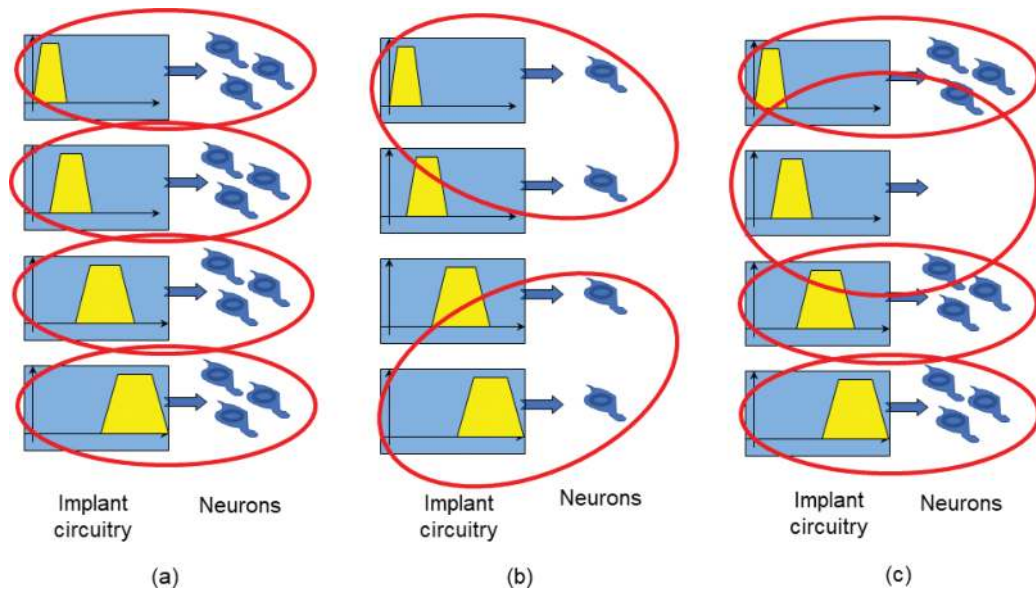 Implant
circuitry
Neurons
(a)
Implant
circuitry
Neurons
(b)
Implant
circuitry
Neurons
(c)